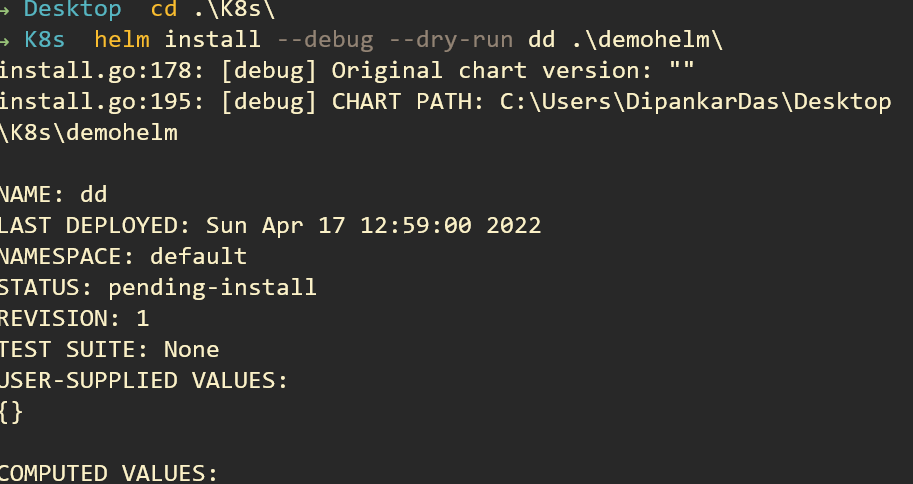 → Desktop  cd .\K8s\
→ K8s  helm install --debug --dry-run dd .\demohelm\
install.go:178: [debug] Original chart version: ""
install.go:195: [debug] CHART PATH: C:\Users\DipankarDas\Desktop
\K8s\demohelm
NAME: dd
LAST DEPLOYED: Sun Apr 17 12:59:00 2022
NAMESPACE: default
STATUS: pending-install
REVISION: 1
TEST SUITE: None
USER-SUPPLIED VALUES:
{}
COMPUTED VALUES: